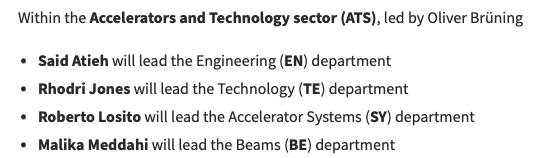 Within the Accelerators and Technology sector (ATS), led by Oliver Brüning
• Said Atieh will lead the Engineering (EN) department
• Rhodri Jones will lead the Technology (TE) department
• Roberto Losito will lead the Accelerator Systems (SY) department
• Malika Meddahi will lead the Beams (BE) department